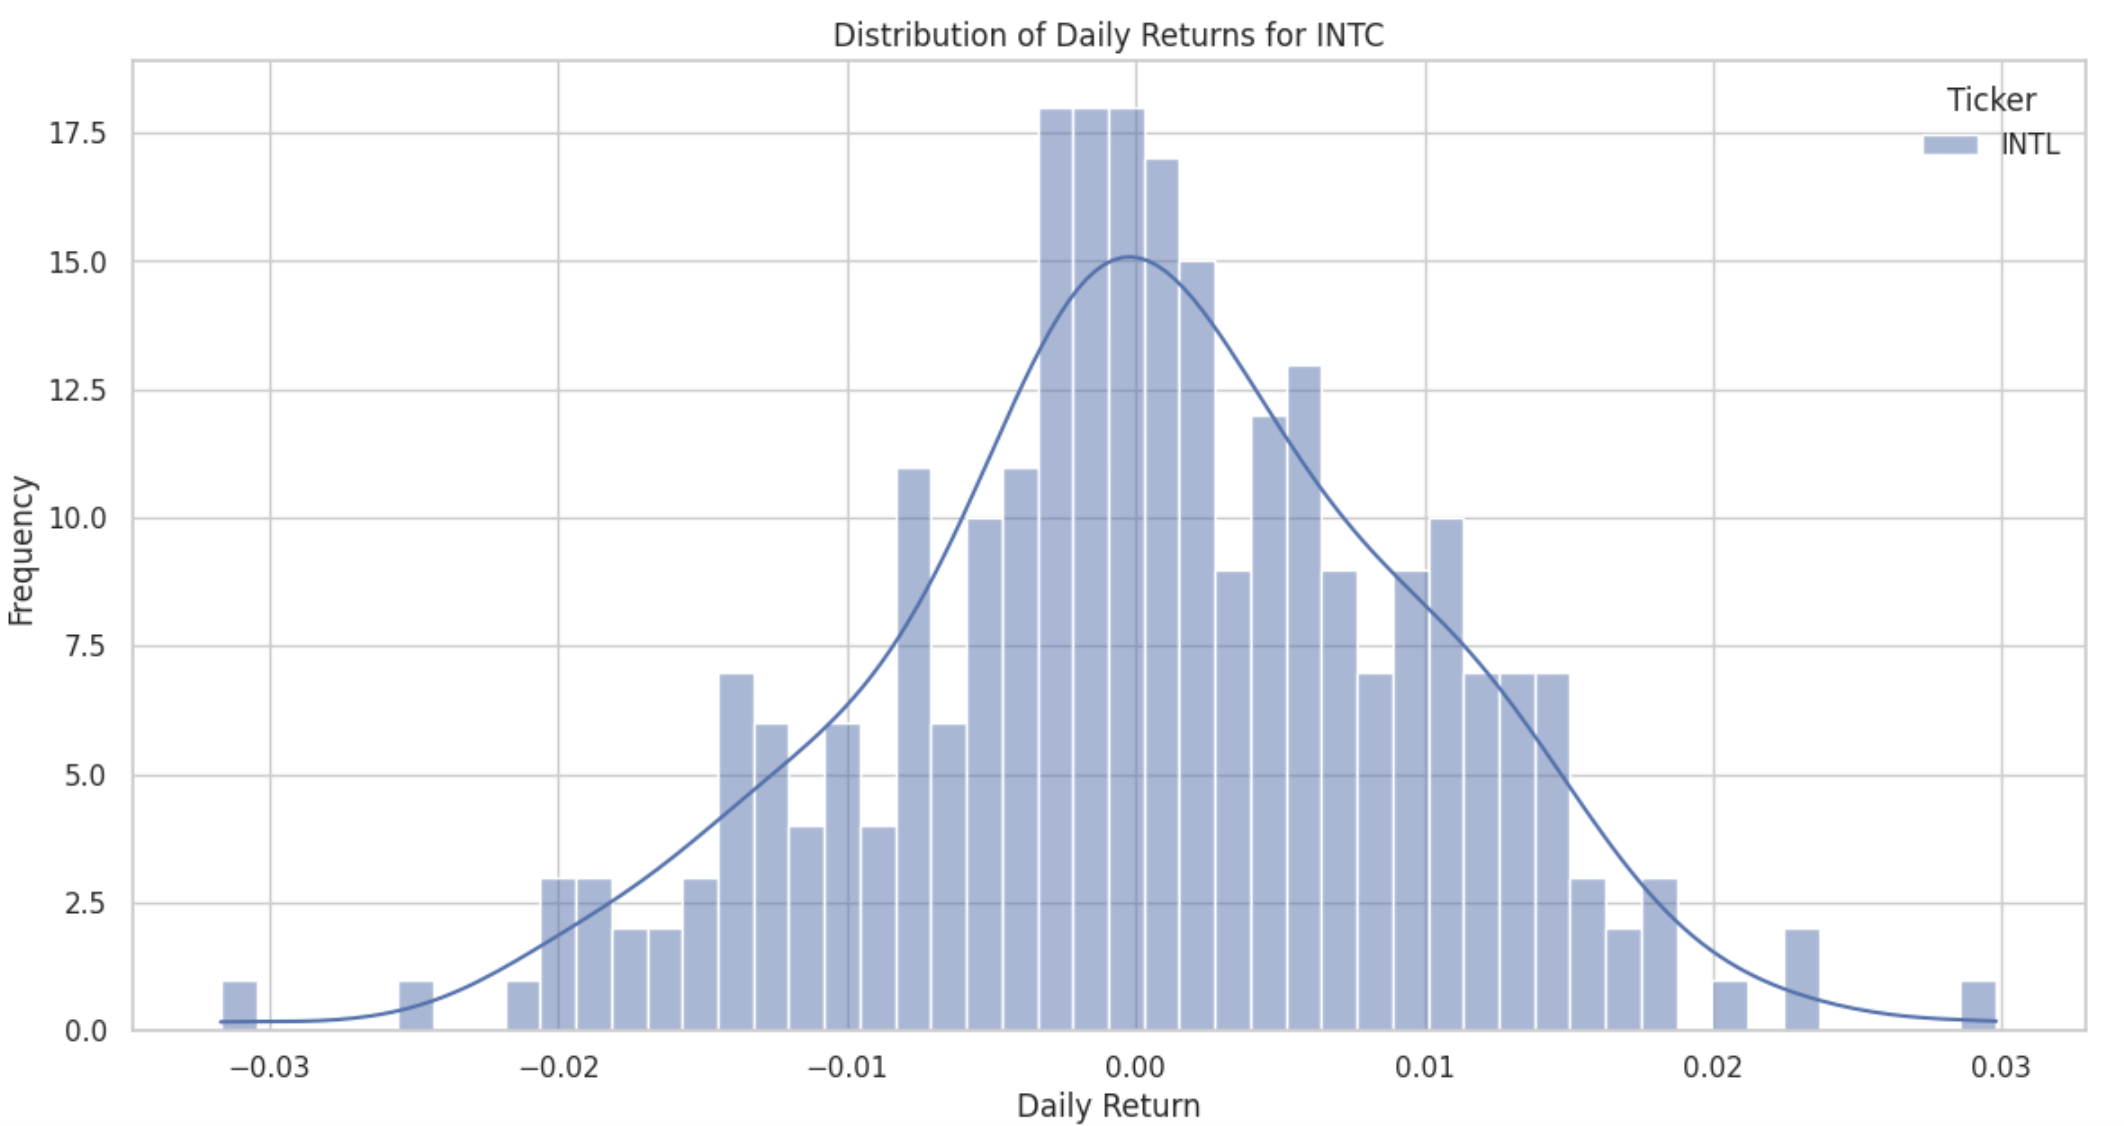 Distribution of Daily Returns for INTC
Ticker
INTL
17.5
15.0
12.5
10.0
7.5
5.0
2.5
0.0
Frequency
−0.03 −0.02 −0.01 0.00 0.01 0.02 0.03
Daily Return